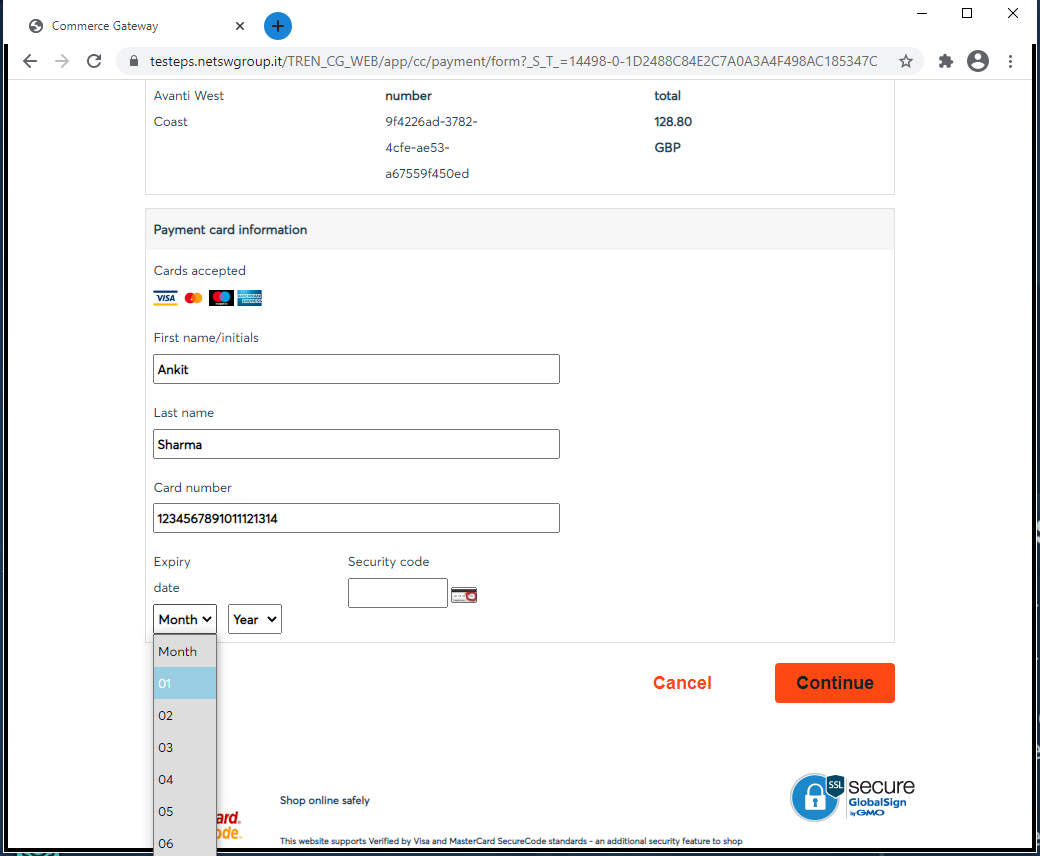 Commerce Gateway
testeps.netswgroup.it/TREN_CG_WEB/app/cc/payment/form?_S_T_=14498-0-1D2488C84E2C7A0A3A4F498AC185347C
Avanti West
Coast
number
9f4226ad-3782-
4cfe-ae53-
a67559f450ed
total
128.80
GBP
Payment card information
Cards accepted
VISA
First name/initials
Ankit
Last name
Sharma
Card number
1234567891011121314
Expiry
date
Security code
Month
Year
Month
01
02
03
04
05
06
Cancel
Continue
ard.
ode.
Shop online safely
This website supports Verified by Visa and MasterCard SecureCode standards - an additional security feature to shop
SSL
secure
GlobalSign
by GMO